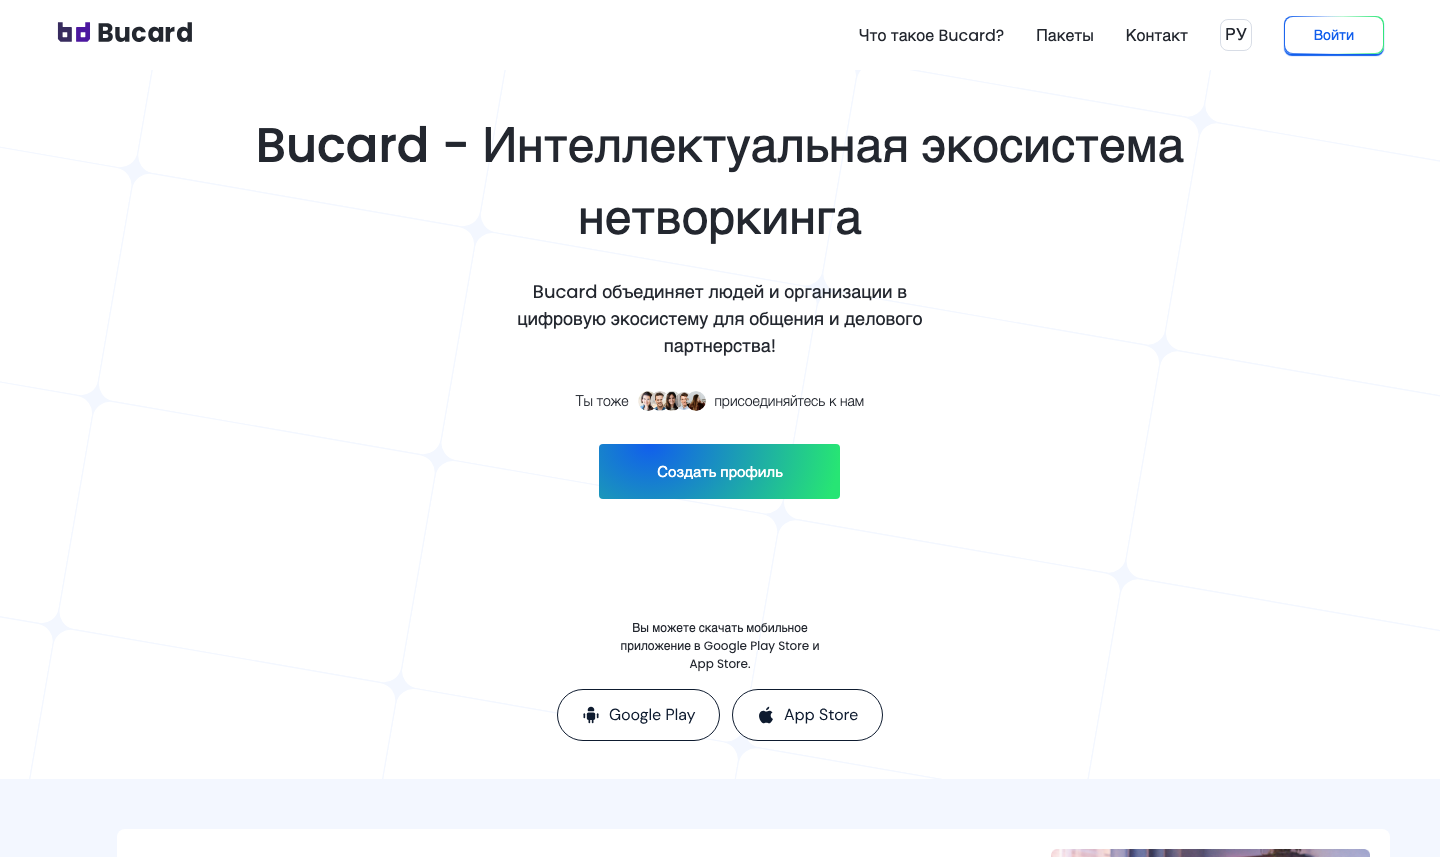 Bucard
Что такое Bucard?
Пакеты
Контакт
РУ
Войти
Bucard - Интеллектуальная экосистема
нетворкинга
Bucard объединяет людей и организации в
цифровую экосистему для общения и делового
партнерства!
Ты тоже присоединяйтесь к нам
Создать профиль
Вы можете скачать мобильное
приложение в Google Play Store и
App Store.
Google Play
App Store